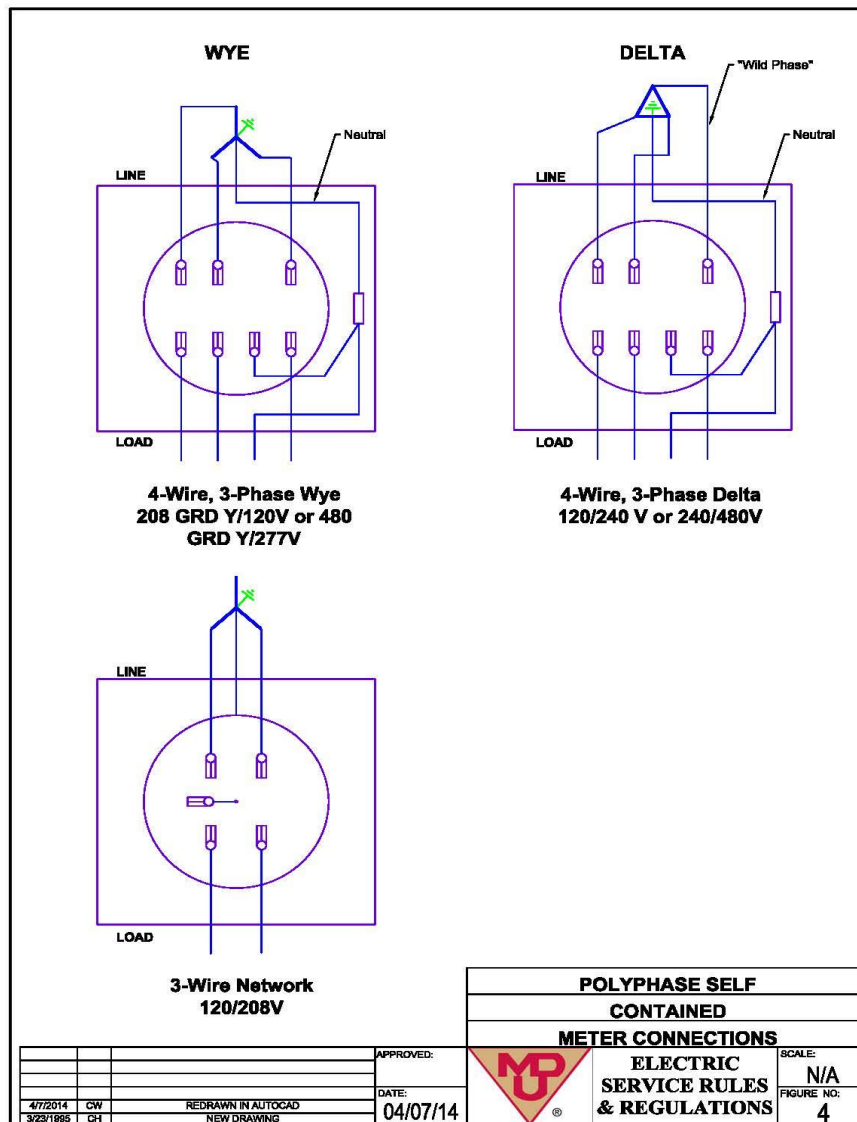 WYE
Neutral
LINE
LOAD
4-Wire, 3-Phase Wye
208 GRD Y/120V or 480
GRD Y/277V
DELTA
"Wild Phase"
Neutral
LINE
LOAD
4-Wire, 3-Phase Delta
120/240 V or 240/480V
LINE
LOAD
3-Wire Network
120/208V
POLYPHASE SELF
CONTAINED
METER CONNECTIONS
4/7/2014 CW REDRAWN IN AUTOCAD
3/23/1995 CH NEW DRAWING
APPROVED:
DATE:
04/07/14
MPU
®
ELECTRIC
SERVICE RULES
& REGULATIONS
SCALE:
N/A
FIGURE NO:
4